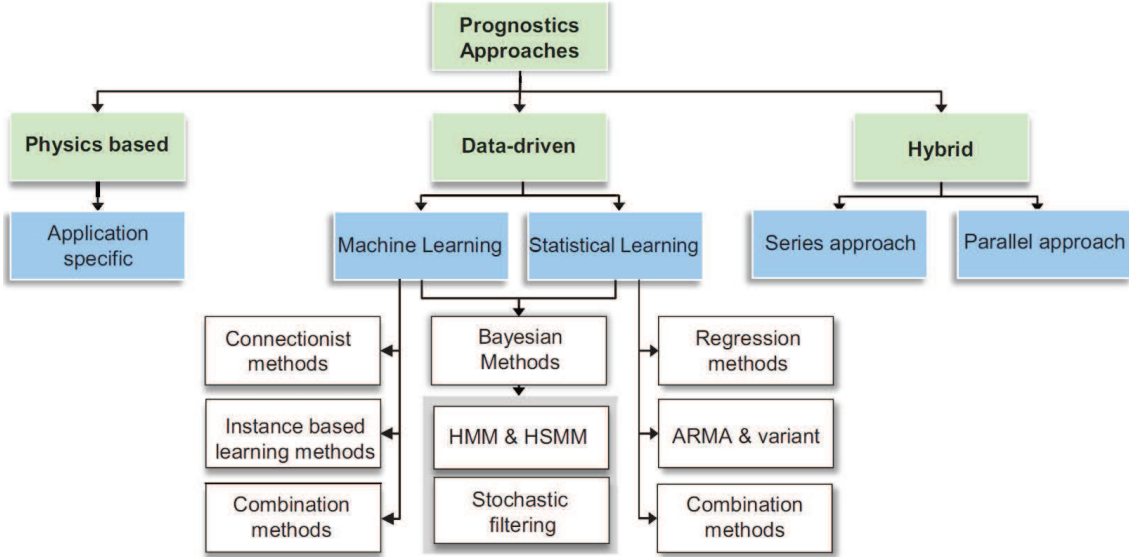 Prognostics
Approaches
Physics based
Data-driven
Hybrid
Application
specific
Machine Learning
Statistical Learning
Series approach
Parallel approach
Connectionist
methods
Bayesian
Methods
Regression
methods
Instance based
learning methods
HMM & HSMM
ARMA & variant
Combination
methods
Stochastic
filtering
Combination
methods